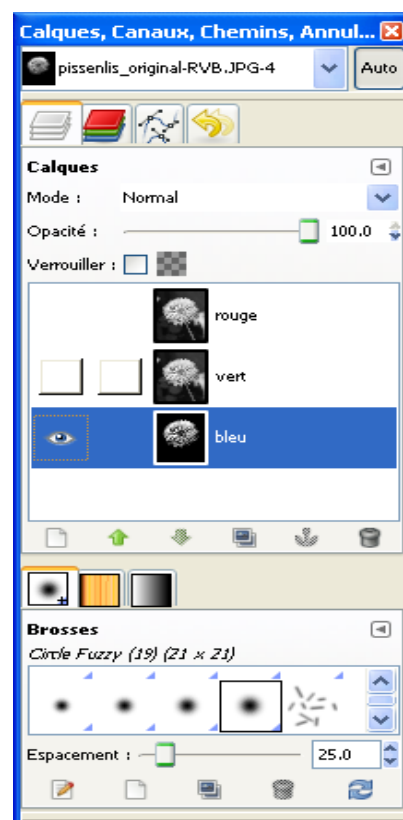 Calques, Canaux, Chemins, Annul...
pissenlis_original-RVB.JPG-4
Auto
Calques
Mode : Normal
Opacité : 100.0
Verrouiller :
rouge
vert
bleu
Brosses
Circle Fuzzy (19) (21 × 21)
Espacement : 25.0